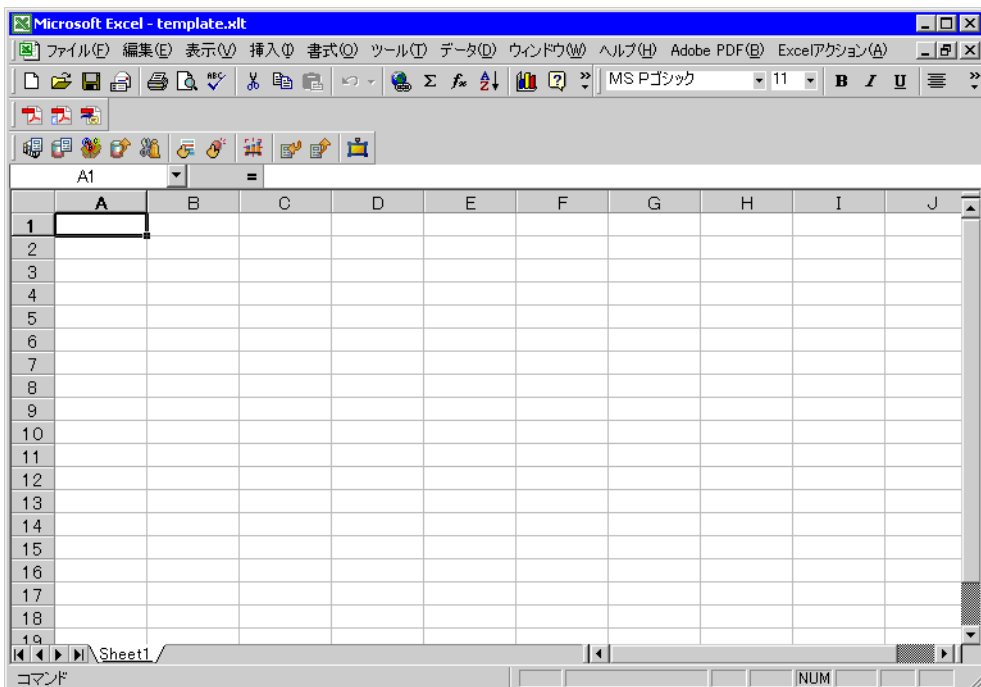 Microsoft Excel - template.xlt
ファイル(F) 編集(E) 表示(V) 挿入(I) 書式(O) ツール(T) データ(D) ウィンドウ(W) ヘルプ(H) Adobe PDF(B) Excelアクション(A)
ABC Σ fx A Z MS Pゴシック 11 B I U
A1 =
A B C D E F G H I J
1
2
3
4
5
6
7
8
9
10
11
12
13
14
15
16
17
18
19
Sheet1
コマンド NUM